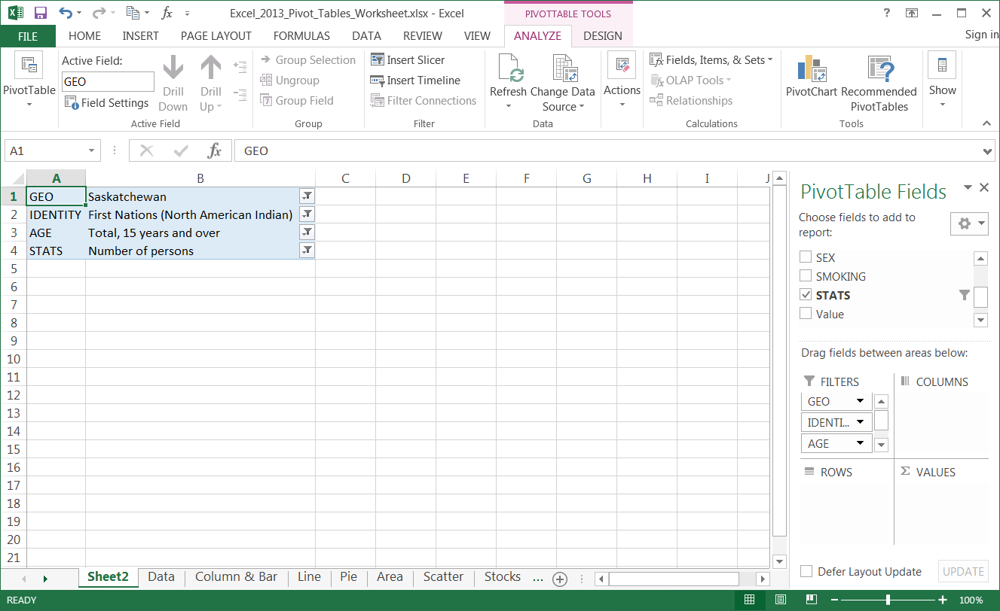 Excel_2013_Pivot_Tables_Worksheet.xlsx - Excel
PIVOTTABLE TOOLS
?
FILE HOME INSERT PAGE LAYOUT FORMULAS DATA REVIEW VIEW ANALYZE DESIGN Sign in
PivotTable
Active Field:
GEO
Field Settings
Drill Down
Drill Up
Active Field
Group Selection
Ungroup
Group Field
Group
Insert Slicer
Insert Timeline
Filter Connections
Filter
Refresh
Change Data Source
Data
Actions
Fields, Items, & Sets
OLAP Tools
Relationships
Calculations
PivotChart
Recommended PivotTables
Tools
Show
A1 fx GEO
A B C D E F G H I J
1 GEO Saskatchewan
2 IDENTITY First Nations (North American Indian)
3 AGE Total, 15 years and over
4 STATS Number of persons
5
6
7
8
9
10
11
12
13
14
15
16
17
18
19
20
21
PivotTable Fields
Choose fields to add to
report:
SEX
SMOKING
STATS
Value
Drag fields between areas below:
FILTERS
GEO
IDENTI...
AGE
COLUMNS
ROWS
Σ VALUES
Defer Layout Update UPDATE
Sheet2 Data Column & Bar Line Pie Area Scatter Stocks ...
READY 100%